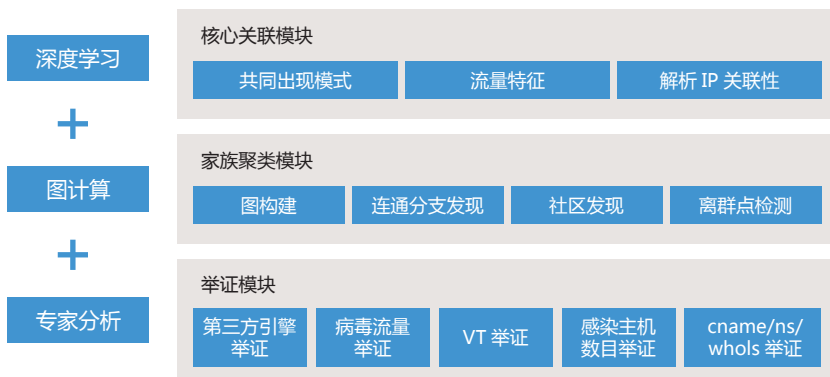 深度学习
+
图计算
+
专家分析
核心关联模块
共同出现模式
流量特征
解析 IP 关联性
家族聚类模块
图构建
连通分支发现
社区发现
离群点检测
举证模块
第三方引擎
举证
病毒流量
举证
VT 举证
感染主机
数目举证
cname/ns/
whols 举证